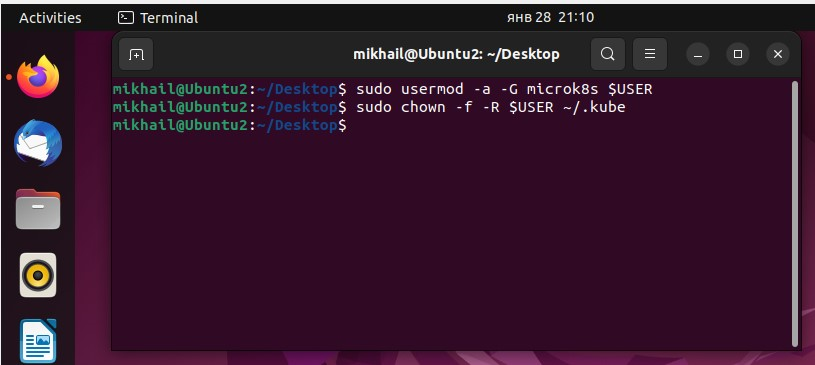 Activities
Terminal
янв 28 21:10
mikhail@Ubuntu2: ~/Desktop
mikhail@Ubuntu2:~/Desktop$ sudo usermod -a -G microk8s $USER
mikhail@Ubuntu2:~/Desktop$ sudo chown -f -R $USER ~/.kube
mikhail@Ubuntu2:~/Desktop$